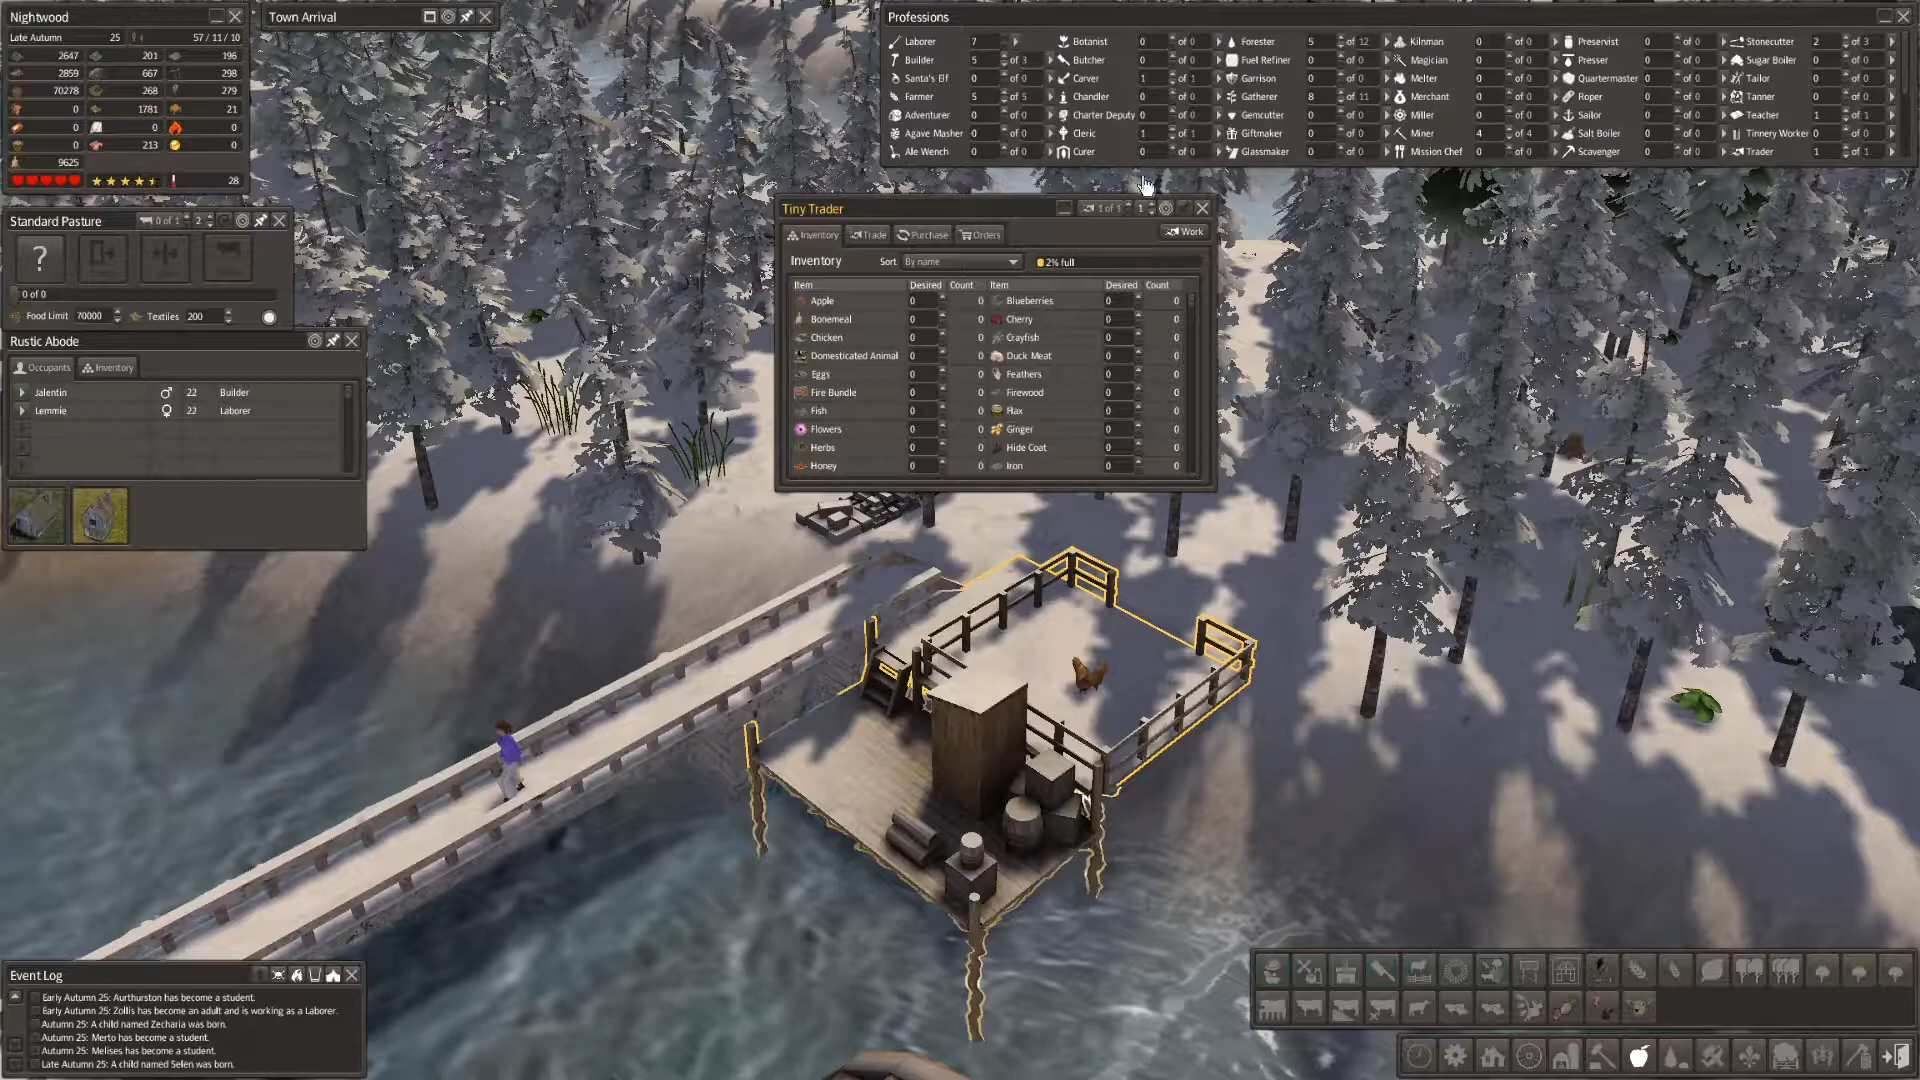 Nightwood
Late Autumn 25 57 / 11 / 10
2647 201 196
2859 667 298
70278 268 279
0 1781 21
0 0 0
0 213 0
9625
28
Town Arrival
Professions
Laborer 7 Botanist 0 of 0 Forester 5 of 12 Kilnman 0 of 0 Preservist 0 of 0 Stonecutter 2 of 3
Builder 5 of 3 Butcher 0 of 0 Fuel Refiner 0 of 0 Magician 0 of 0 Presser 0 of 0 Sugar Boiler 0 of 0
Santa's Elf 0 of 0 Carver 1 of 1 Garrison 0 of 0 Melter 0 of 0 Quartermaster 0 of 0 Tailor 0 of 0
Farmer 5 of 5 Chandler 0 of 0 Gatherer 8 of 11 Merchant 0 of 0 Roper 0 of 0 Tanner 0 of 0
Adventurer 0 of 0 Charter Deputy 0 of 0 Gemcutter 0 of 0 Miller 0 of 0 Sailor 0 of 0 Teacher 1 of 1
Agave Masher 0 of 0 Cleric 1 of 1 Giftmaker 0 of 0 Miner 4 of 4 Salt Boiler 0 of 0 Tinnery Worker 0 of 0
Ale Wench 0 of 0 Curer 0 of 0 Glassmaker 0 of 0 Mission Chef 0 of 0 Scavenger 0 of 0 Trader 1 of 1
Standard Pasture 0 of 1 2
?
0 of 0
Food Limit 70000 Textiles 200
Rustic Abode
Occupants Inventory
Jalentin 22 Builder
Lemmie 22 Laborer
Tiny Trader 1 of 1 1
Inventory Trade Purchase Orders Work
Inventory Sort By name 2% full
Item Desired Count Item Desired Count
Apple 0 0 Blueberries 0 0
Bonemeal 0 0 Cherry 0 0
Chicken 0 0 Crayfish 0 0
Domesticated Animal 0 0 Duck Meat 0 0
Eggs 0 0 Feathers 0 0
Fire Bundle 0 0 Firewood 0 0
Fish 0 0 Flax 0 0
Flowers 0 0 Ginger 0 0
Herbs 0 0 Hide Coat 0 0
Honey 0 0 Iron 0 0
Event Log
Early Autumn 25: Aurthurston has become a student.
Early Autumn 25: Zollis has become an adult and is working as a Laborer.
Autumn 25: A child named Zecharia was born.
Autumn 25: Merto has become a student.
Autumn 25: Melises has become a student.
Late Autumn 25: A child named Selen was born.